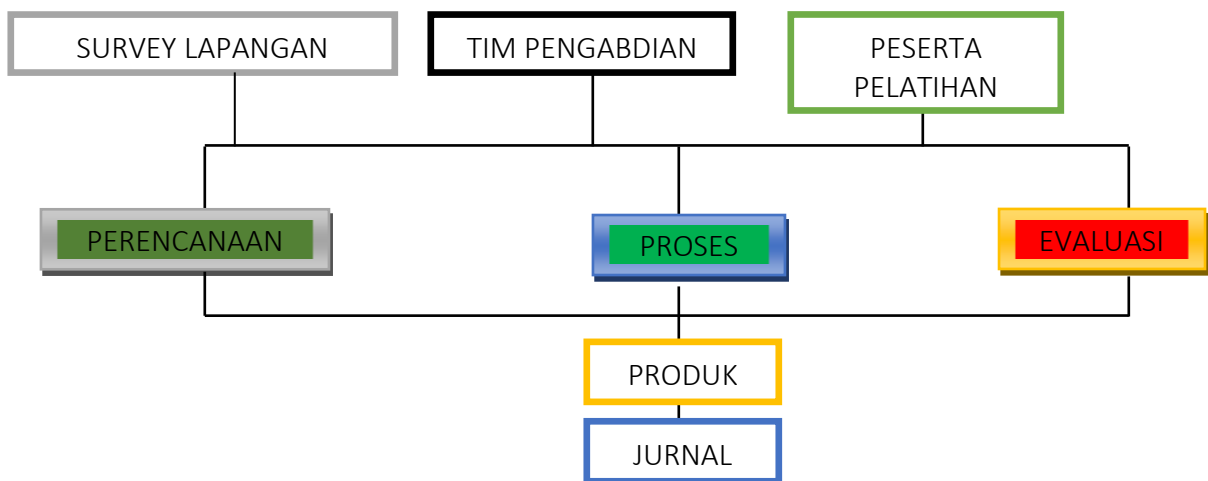 SURVEY LAPANGAN
TIM PENGABDIAN
PESERTA
PELATIHAN
PERENCANAAN
PROSES
EVALUASI
PRODUK
JURNAL